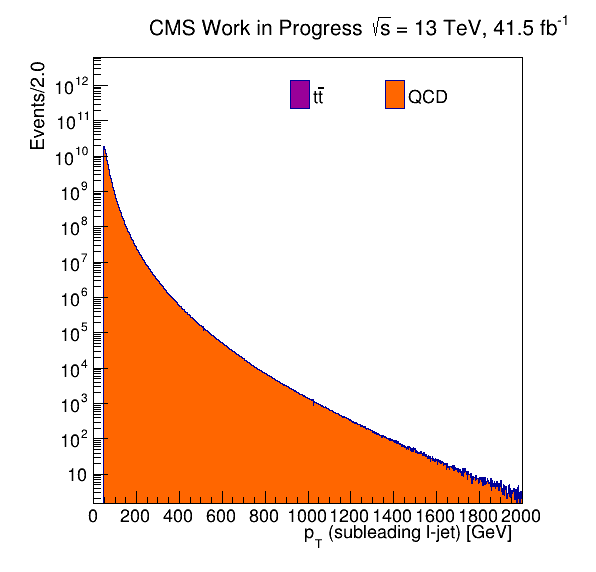 CMS Work in Progress √s = 13 TeV, 41.5 fb⁻¹
Events/2.0
tt̄ QCD
10¹²
10¹¹
10¹⁰
10⁹
10⁸
10⁷
10⁶
10⁵
10⁴
10³
10²
10
0 200 400 600 800 1000 1200 1400 1600 1800 2000
p_T (subleading l-jet) [GeV]